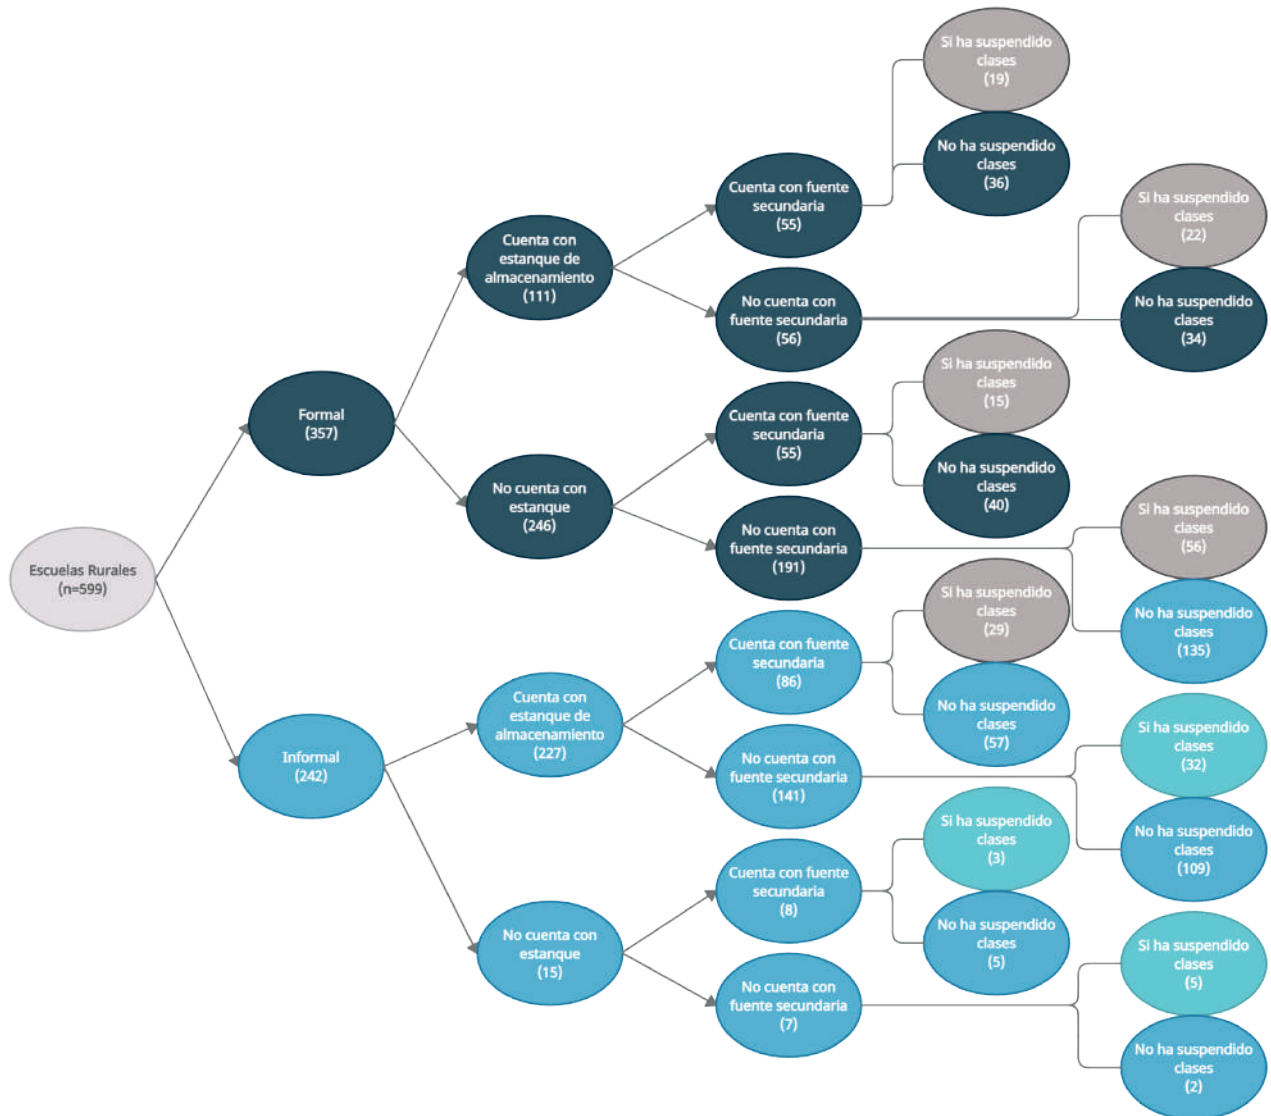 Escuelas Rurales
(n=599)
Formal
(357)
Cuenta con
estanque de
almacenamiento
(111)
Cuenta con fuente
secundaria
(55)
Si ha suspendido
clases
(19)
No ha suspendido
clases
(36)
No cuenta con
fuente secundaria
(56)
Si ha suspendido
clases
(22)
No ha suspendido
clases
(34)
No cuenta con
estanque
(246)
Cuenta con fuente
secundaria
(55)
Si ha suspendido
clases
(15)
No ha suspendido
clases
(40)
No cuenta con
fuente secundaria
(191)
Si ha suspendido
clases
(56)
No ha suspendido
clases
(135)
Informal
(242)
Cuenta con
estanque de
almacenamiento
(227)
Cuenta con fuente
secundaria
(86)
Si ha suspendido
clases
(29)
No ha suspendido
clases
(57)
No cuenta con
fuente secundaria
(141)
Si ha suspendido
clases
(32)
No ha suspendido
clases
(109)
No cuenta con
estanque
(15)
Cuenta con fuente
secundaria
(8)
Si ha suspendido
clases
(3)
No ha suspendido
clases
(5)
No cuenta con
fuente secundaria
(7)
Si ha suspendido
clases
(5)
No ha suspendido
clases
(2)